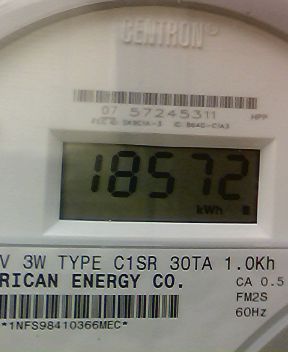 CENTRON®
07 57245311 HPP
18572
kWh
V 3W TYPE C1SR 30TA 1.0Kh
RICAN ENERGY CO. CA 0.5
FM2S
60Hz
*1NFS98410366MEC*